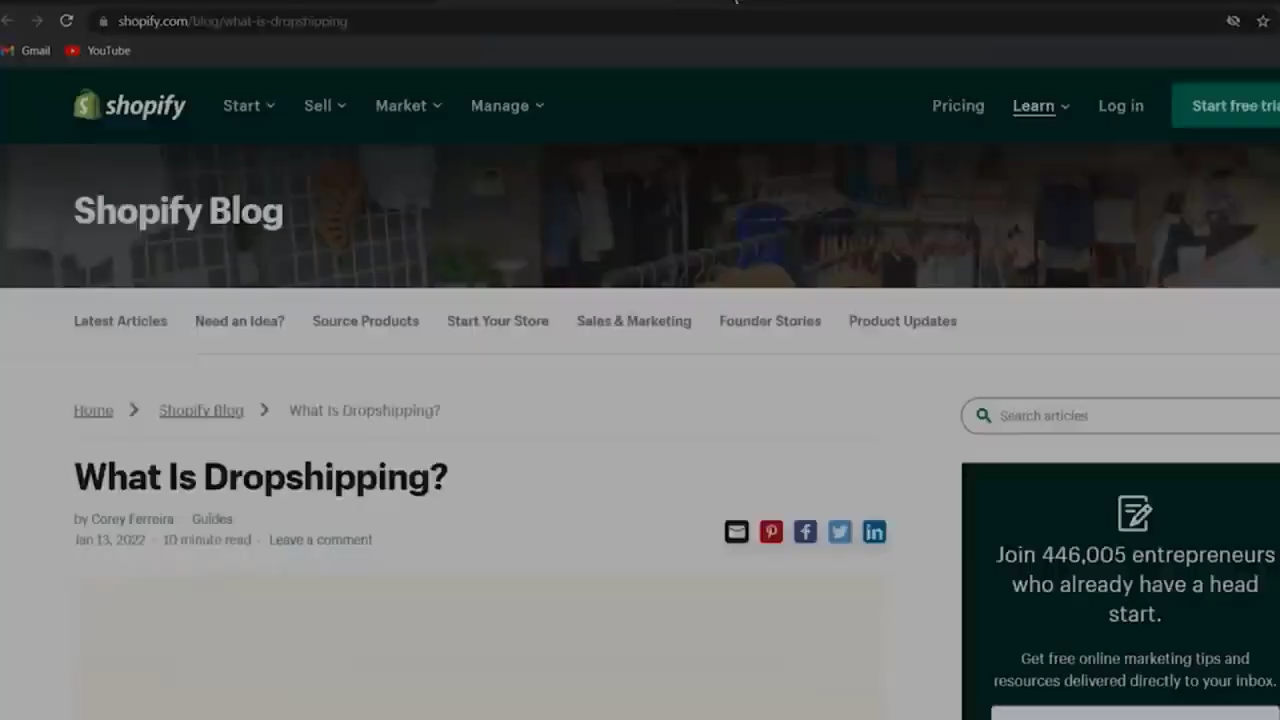 shopify.com/blog/what-is-dropshipping
Gmail YouTube
shopify Start Sell Market Manage Pricing Learn Log in Start free
Shopify Blog
Latest Articles Need an Idea? Source Products Start Your Store Sales & Marketing Founder Stories Product Updates
Home Shopify Blog What Is Dropshipping?
Search articles
What Is Dropshipping?
by Corey Ferreira Guides
Jan 13, 2022 · 10 minute read · Leave a comment
Join 446,005 entrepreneurs
who already have a head
start.
Get free online marketing tips and
resources delivered directly to your inbox.